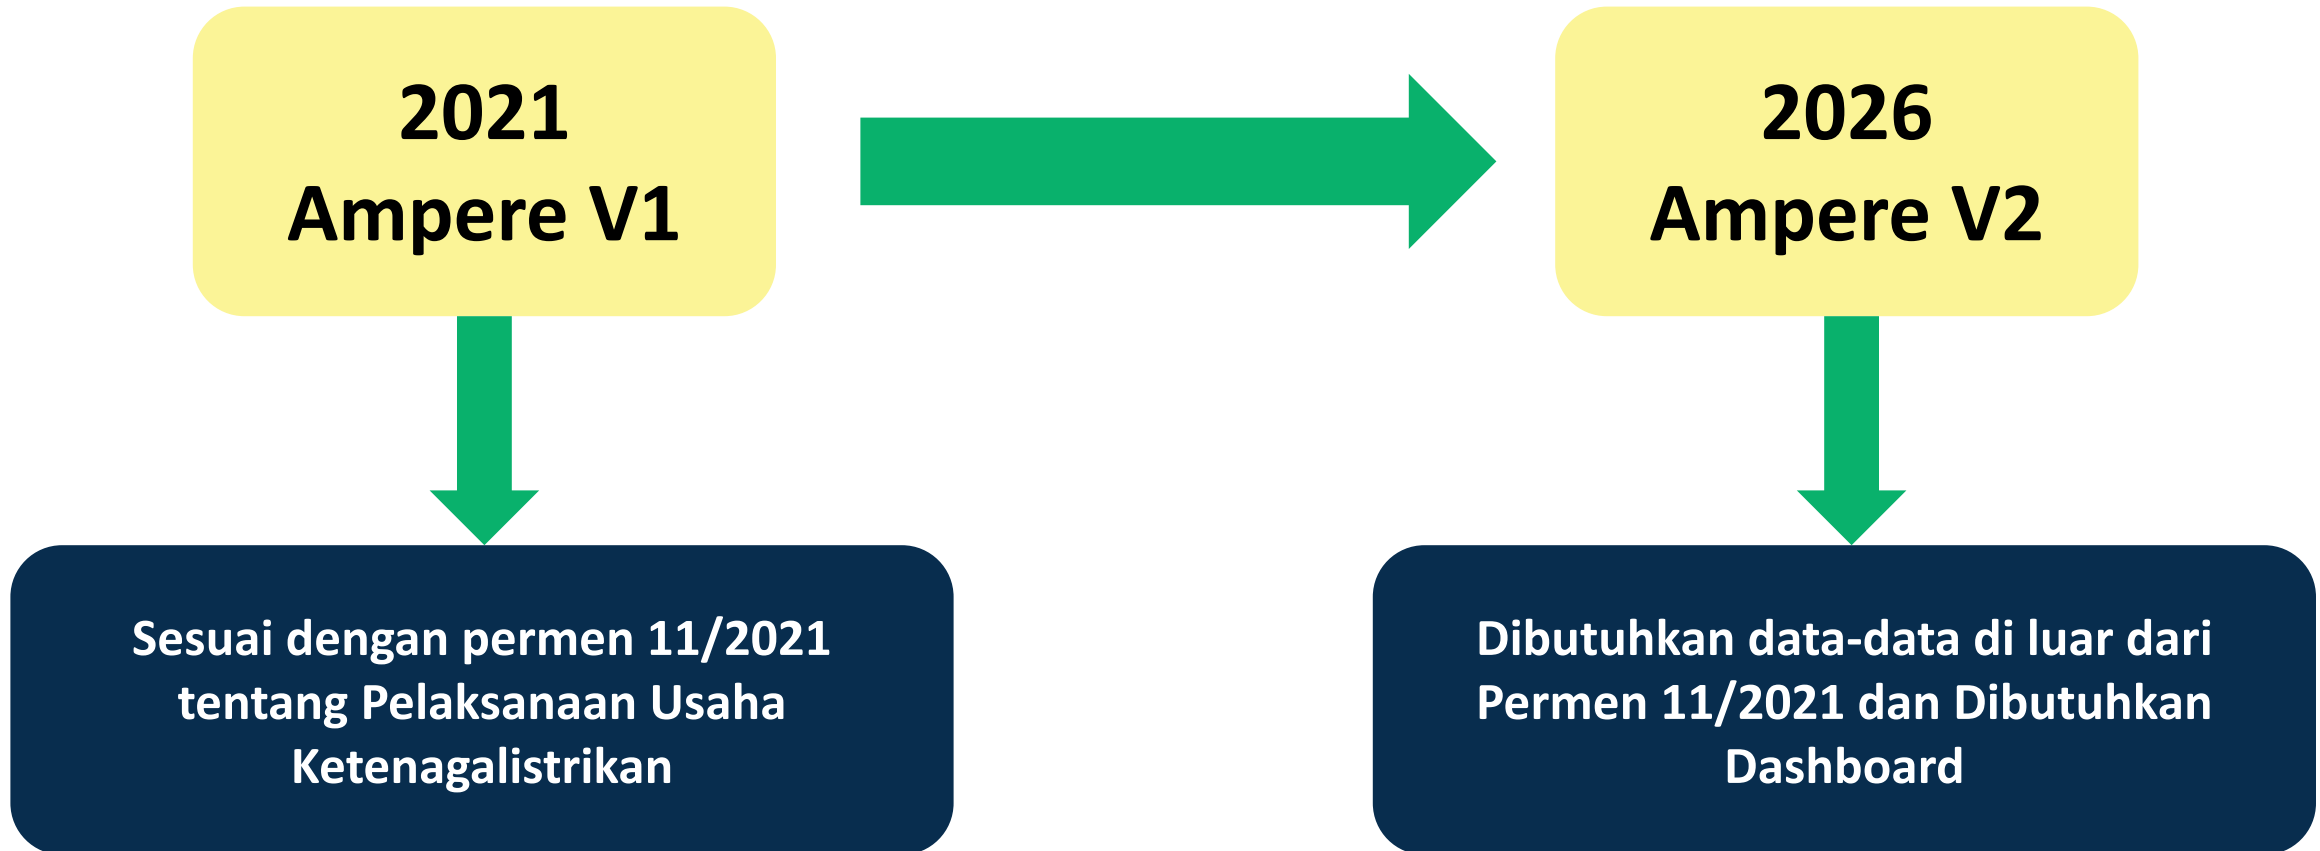 2021
Ampere V1
2026
Ampere V2
Sesuai dengan permen 11/2021
tentang Pelaksanaan Usaha
Ketenagalistrikan
Dibutuhkan data-data di luar dari
Permen 11/2021 dan Dibutuhkan
Dashboard